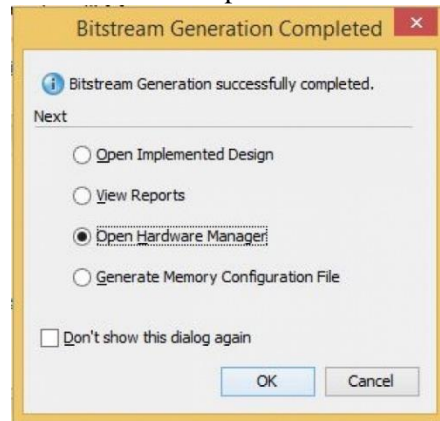 Bitstream Generation Completed
Bitstream Generation successfully completed.
Next
Open Implemented Design
View Reports
Open Hardware Manager
Generate Memory Configuration File
Don't show this dialog again
OK Cancel